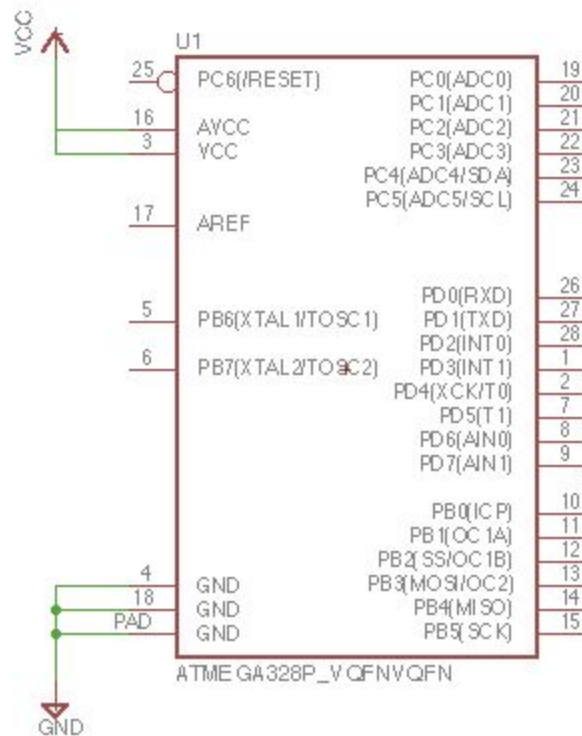 VCC
U1
25 PC6(/RESET) PC0(ADC0) 19
PC1(ADC1) 20
16 AVCC PC2(ADC2) 21
3 VCC PC3(ADC3) 22
PC4(ADC4/SDA) 23
PC5(ADC5/SCL) 24
17 AREF
PD0(RXD) 26
5 PB6(XTAL1/TOSC1) PD1(TXD) 27
PD2(INT0) 28
6 PB7(XTAL2/TOSC2) PD3(INT1) 1
PD4(XCK/T0) 2
PD5(T1) 7
PD6(AIN0) 8
PD7(AIN1) 9
PB0(ICP) 10
PB1(OC1A) 11
PB2(SS/OC1B) 12
4 GND PB3(MOSI/OC2) 13
18 GND PB4(MISO) 14
PAD GND PB5(SCK) 15
ATMEGA328P_VQFNVQFN
GND